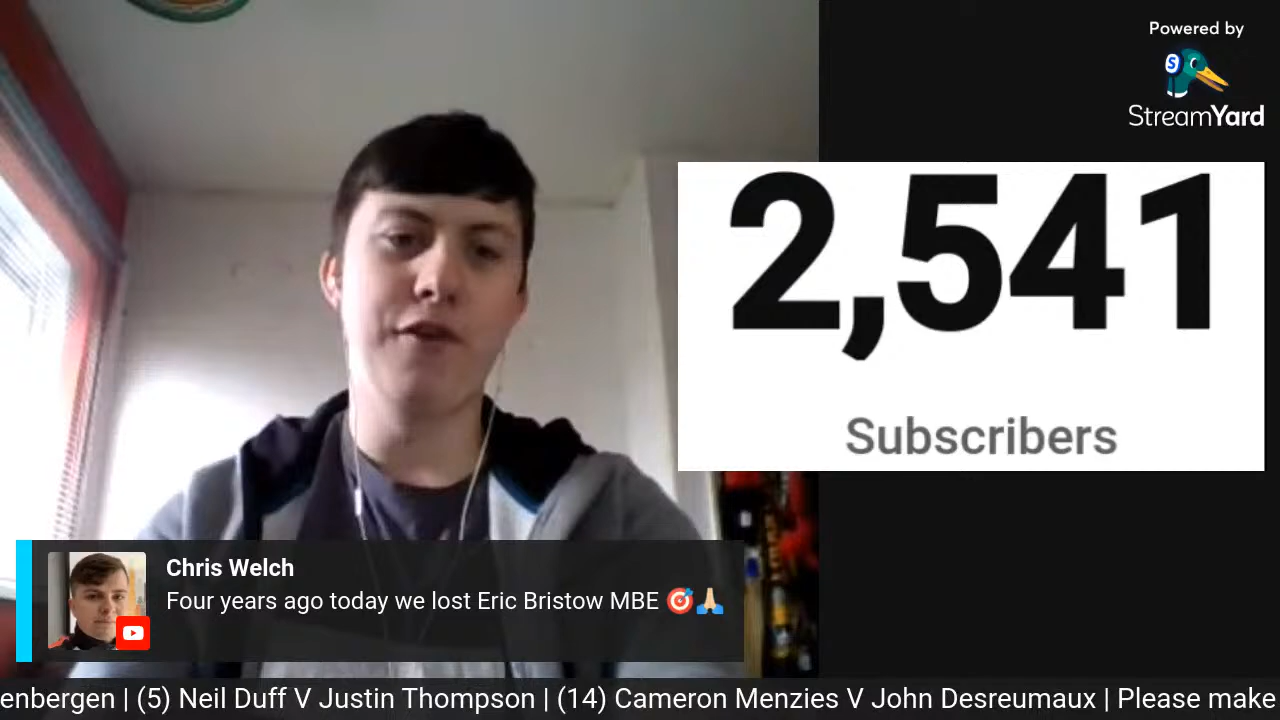 Powered by
StreamYard
2,541
Subscribers
Chris Welch
Four years ago today we lost Eric Bristow MBE 🎯🙏🏼
enbergen | (5) Neil Duff V Justin Thompson | (14) Cameron Menzies V John Desreumaux | Please make